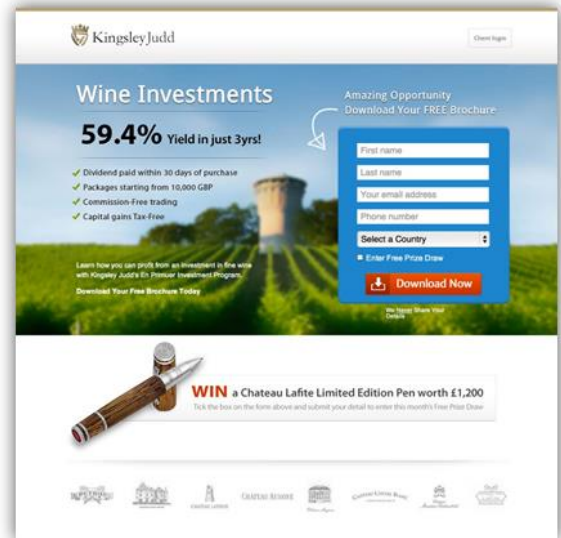 Kingsley Judd
Client login
Wine Investments
59.4% Yield in just 3yrs!
Dividend paid within 30 days of purchase
Packages starting from 10,000 GBP
Commission-Free trading
Capital gains Tax-Free
Learn how you can profit from an investment in fine wine
with Kingsley Judd's En Primuer Investment Program.
Download Your Free Brochure Today
Amazing Opportunity
Download Your FREE Brochure
First name
Last name
Your email address
Phone number
Select a Country
Enter Free Prize Draw
Download Now
We Never Share Your
Details
WIN a Chateau Lafite Limited Edition Pen worth £1,200
Tick the box on the form above and submit your detail to enter this month's Free Prize Draw
PETRUS
CHATEAU LATOUR
CHATEAU AUSONE